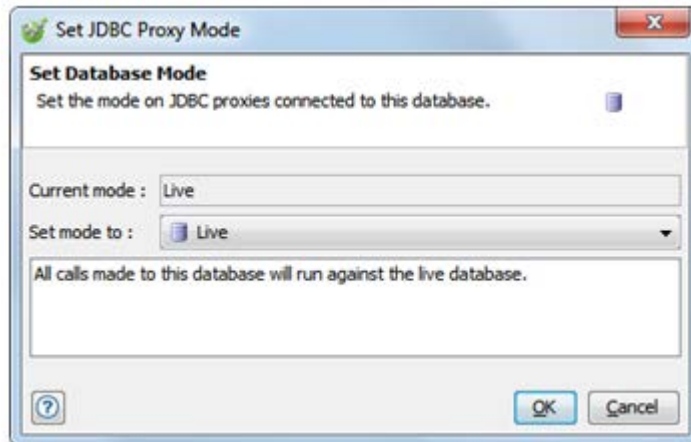 Set JDBC Proxy Mode
Set Database Mode
Set the mode on JDBC proxies connected to this database.
Current mode : Live
Set mode to : Live
All calls made to this database will run against the live database.
? OK Cancel